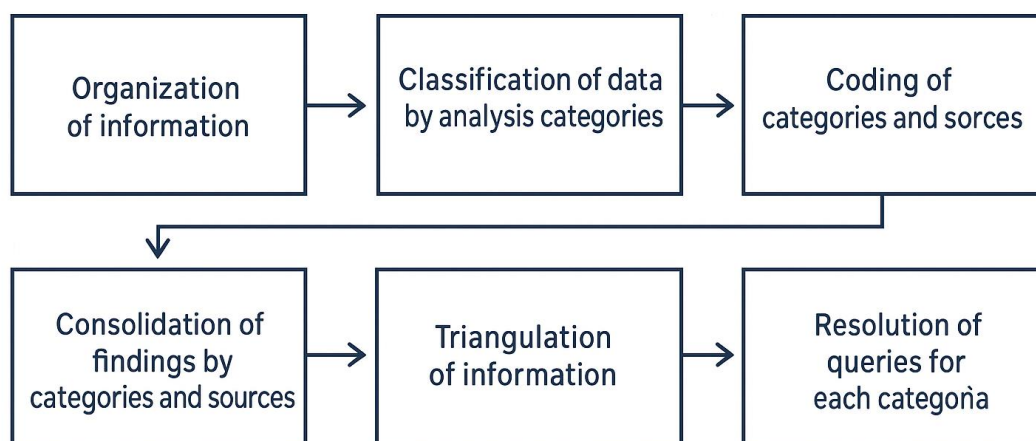 Organization
of information
Classification of data
by analysis categories
Coding of
categories and sorces
Consolidation of
findings by
categories and sources
Triangulation
of information
Resolution of
queries for
each categorìa